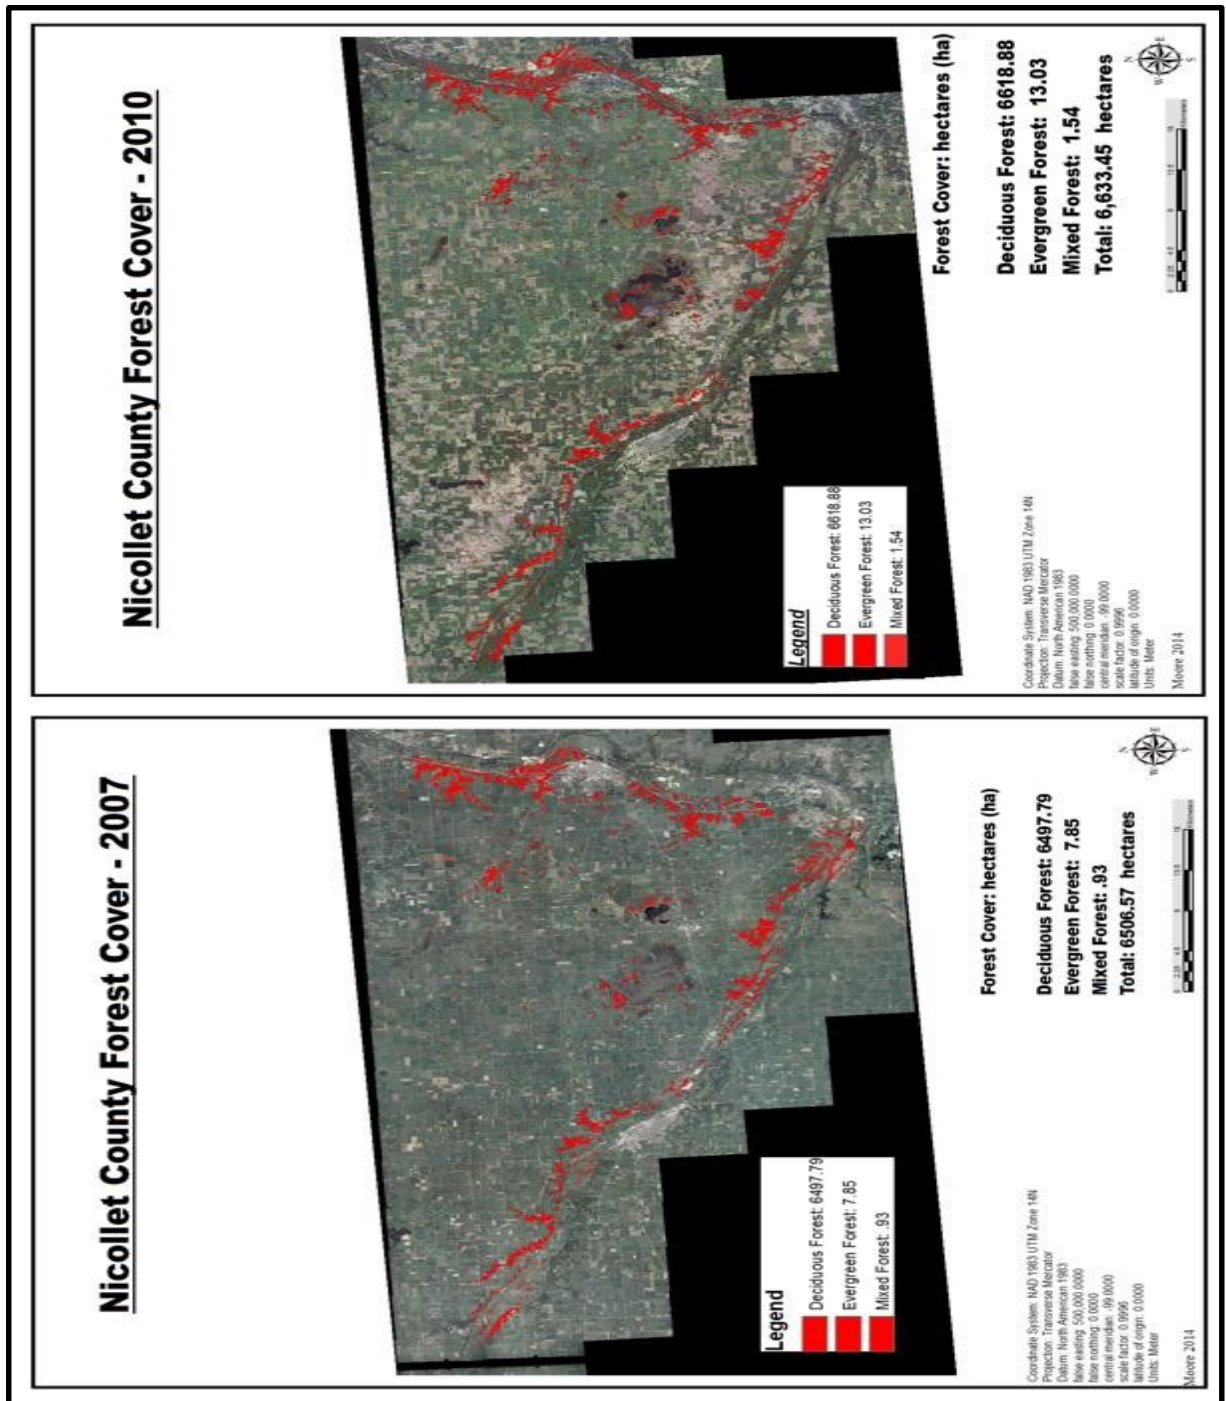 Nicollet County Forest Cover - 2007
Legend
Deciduous Forest: 6497.79
Evergreen Forest: 7.85
Mixed Forest: .93
Forest Cover: hectares (ha)
Deciduous Forest: 6497.79
Evergreen Forest: 7.85
Mixed Forest: .93
Total: 6506.57 hectares
Coordinate System: NAD 1983 UTM Zone 14N
Projection: Transverse Mercator
Datum: North American 1983
false easting: 500,000.0000
false northing: 0.0000
central meridian: -99.0000
scale factor: 0.9996
latitude of origin: 0.0000
Units: Meter
Moore 2014
N
W
E
S
Nicollet County Forest Cover - 2010
Legend
Deciduous Forest: 6618.88
Evergreen Forest: 13.03
Mixed Forest: 1.54
Forest Cover: hectares (ha)
Deciduous Forest: 6618.88
Evergreen Forest: 13.03
Mixed Forest: 1.54
Total: 6,633.45 hectares
Coordinate System: NAD 1983 UTM Zone 14N
Projection: Transverse Mercator
Datum: North American 1983
false easting: 500,000.0000
false northing: 0.0000
central meridian: -99.0000
scale factor: 0.9996
latitude of origin: 0.0000
Units: Meter
Moore 2014
N
W
E
S